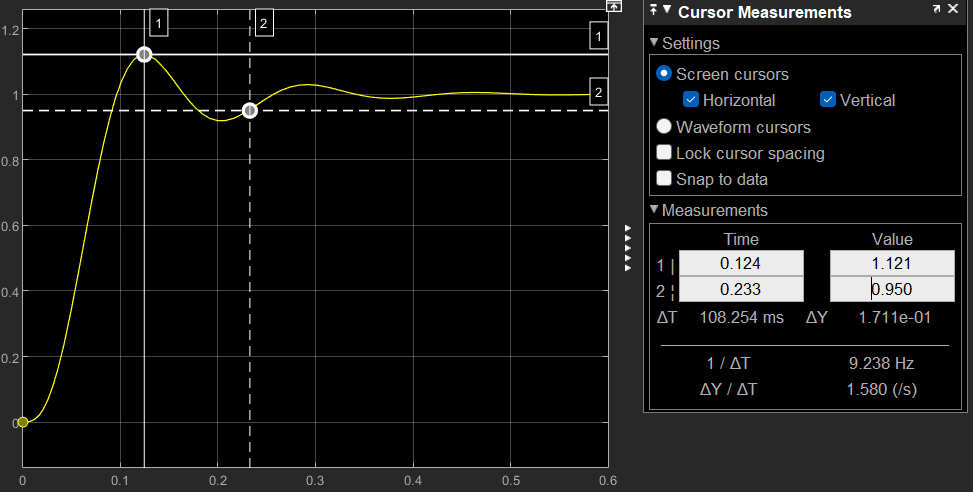 1
2
1
2
1.2
1
0.8
0.6
0.4
0.2
0
0 0.1 0.2 0.3 0.4 0.5 0.6
Cursor Measurements
Settings
Screen cursors
Horizontal Vertical
Waveform cursors
Lock cursor spacing
Snap to data
Measurements
Time Value
1 | 0.124 1.121
2 ¦ 0.233 0.950
ΔT 108.254 ms ΔY 1.711e-01
1 / ΔT 9.238 Hz
ΔY / ΔT 1.580 (/s)